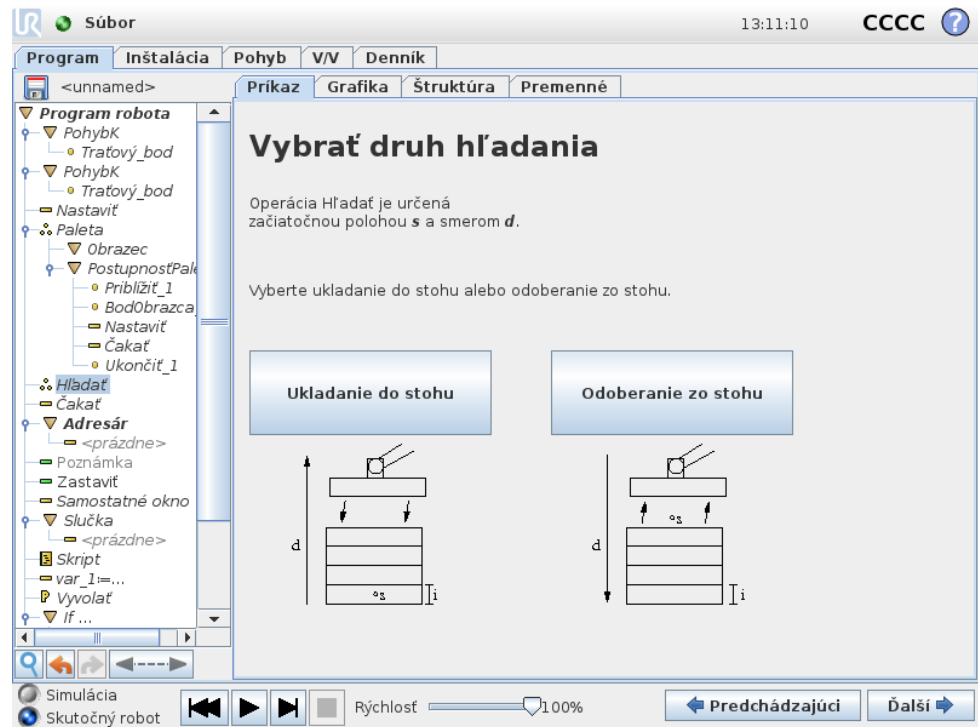 UR
Súbor
13:11:10
CCCC
?
Program
Inštalácia
Pohyb
V/V
Denník
<unnamed>
Príkaz
Grafika
Štruktúra
Premenné
Program robota
PohybK
Traťový_bod
PohybK
Traťový_bod
Nastaviť
Paleta
Obrazec
PostupnosťPale
Priblížiť_1
BodObrazca_
Nastaviť
Čakať
Ukončiť_1
Hľadať
Čakať
Adresár
<prázdne>
Poznámka
Zastaviť
Samostatné okno
Slučka
<prázdne>
Skript
var_1:=...
Vyvolať
If ...
Vybrať druh hľadania
Operácia Hľadať je určená
začiatočnou polohou s a smerom d.
Vyberte ukladanie do stohu alebo odoberanie zo stohu.
Ukladanie do stohu
Odoberanie zo stohu
d
s
i
d
s
i
Simulácia
Skutočný robot
Rýchlosť
100%
Predchádzajúci
Ďalší